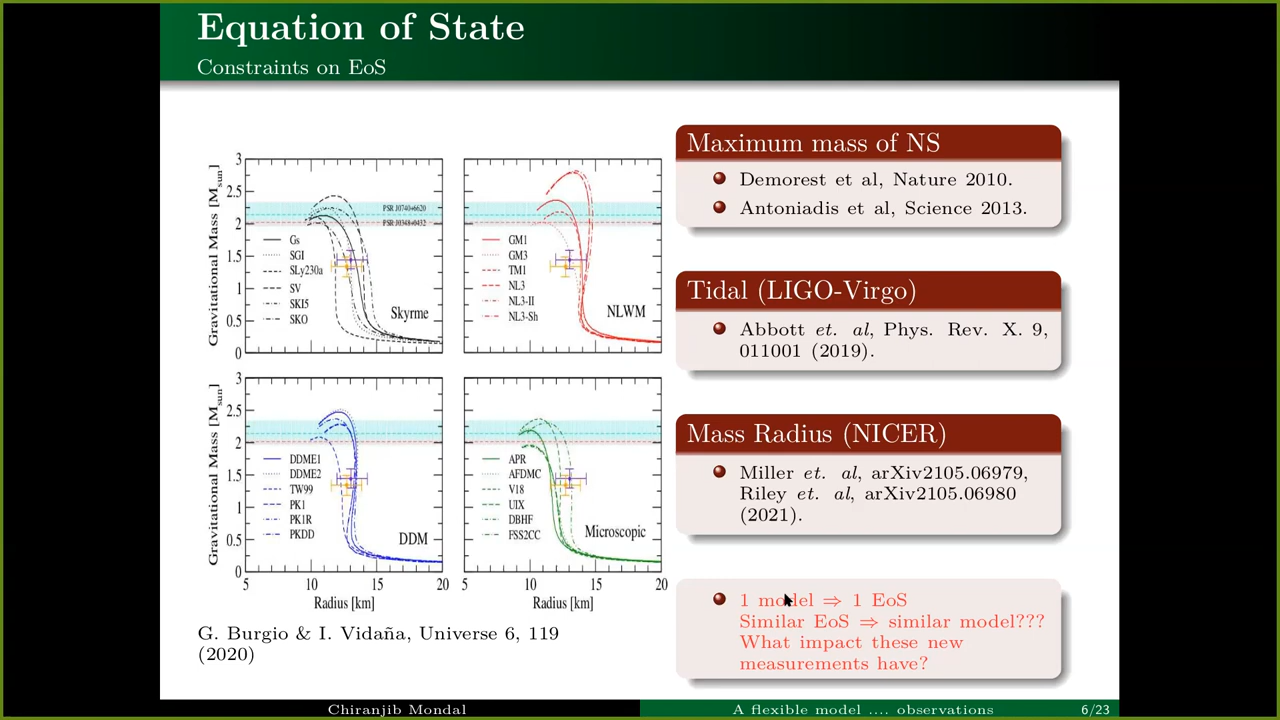 Equation of State
Constraints on EoS
3
2.5
2
1.5
1
0.5
0
Gravitational Mass [M_sun]
PSR J0740+6620
PSR J0348+0432
Gs
SGI
SLy230a
SV
SKI5
SKO
Skyrme
GM1
GM3
TM1
NL3
NL3-II
NL3-Sh
NLWM
3
2.5
2
1.5
1
0.5
0
Gravitational Mass [M_sun]
DDME1
DDME2
TW99
PK1
PK1R
PKDD
DDM
APR
AFDMC
V18
UIX
DBHF
FSS2CC
Microscopic
5 10 15 20
5 10 15 20
Radius [km]
Radius [km]
G. Burgio & I. Vidaña, Universe 6, 119
(2020)
Maximum mass of NS
Demorest et al, Nature 2010.
Antoniadis et al, Science 2013.
Tidal (LIGO-Virgo)
Abbott et. al, Phys. Rev. X. 9,
011001 (2019).
Mass Radius (NICER)
Miller et. al, arXiv2105.06979,
Riley et. al, arXiv2105.06980
(2021).
1 model ⇒ 1 EoS
Similar EoS ⇒ similar model???
What impact these new
measurements have?
Chiranjib Mondal
A flexible model .... observations
6/23